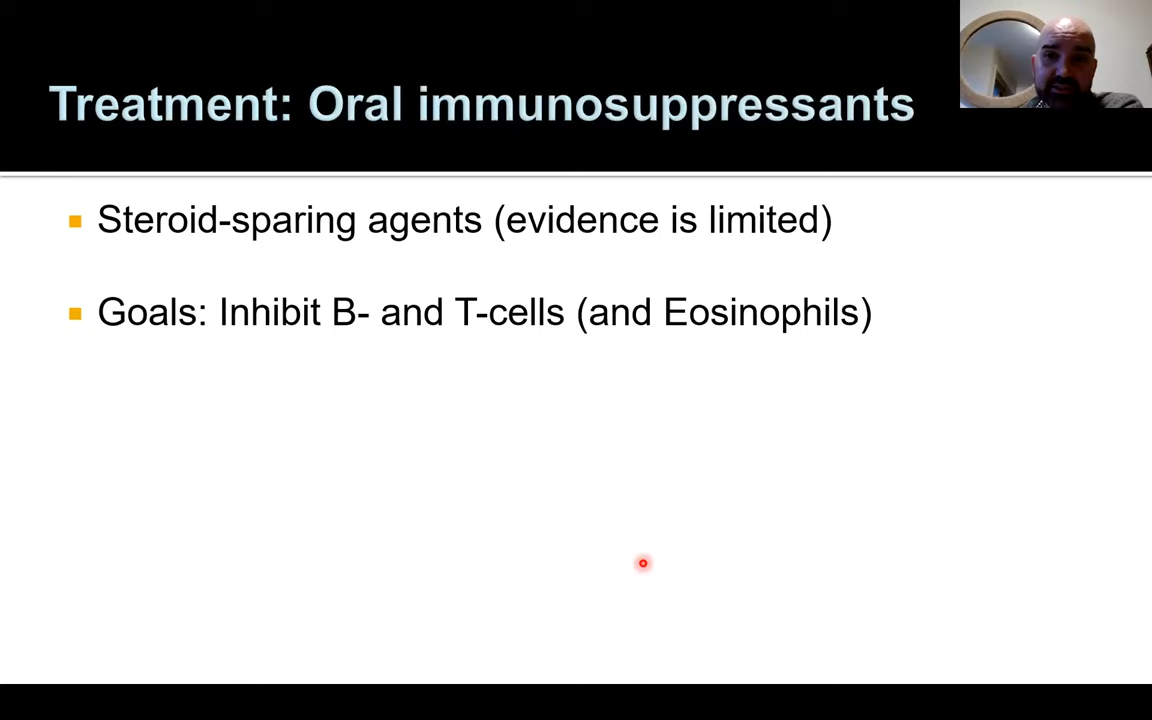 Treatment: Oral immunosuppressants
Steroid-sparing agents (evidence is limited)
Goals: Inhibit B- and T-cells (and Eosinophils)